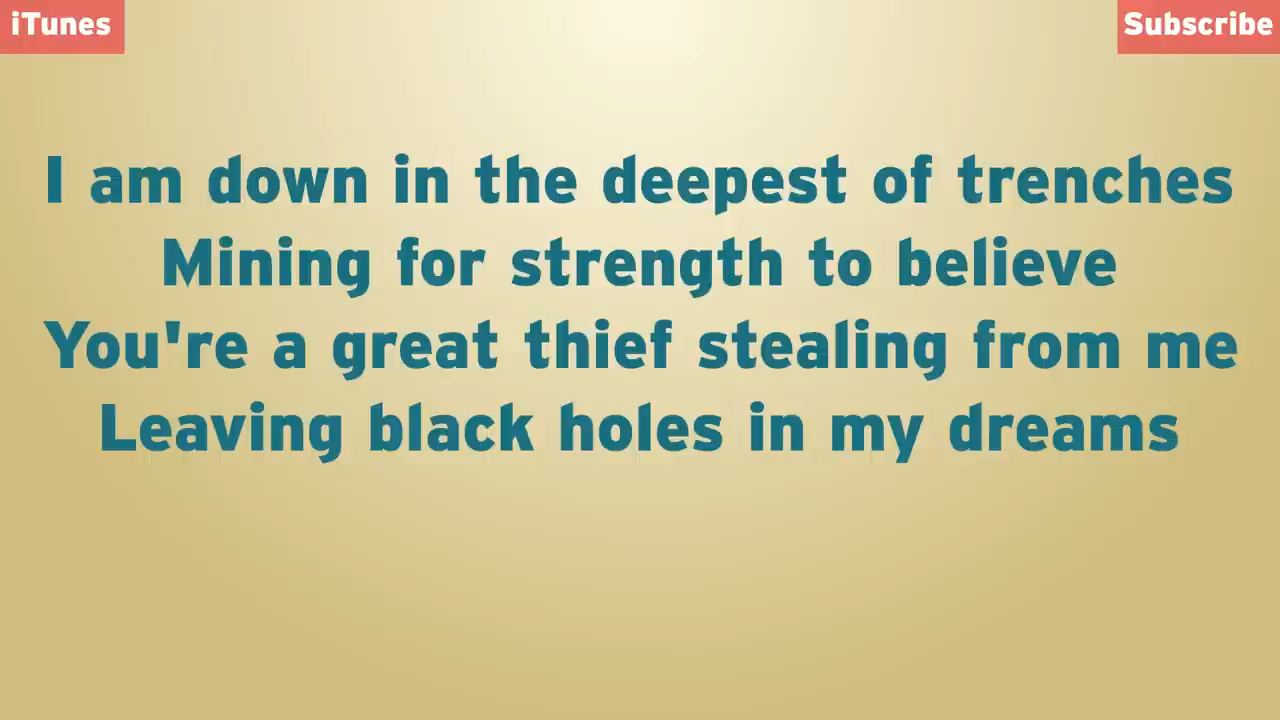 iTunes
Subscribe
I am down in the deepest of trenches
Mining for strength to believe
You're a great thief stealing from me
Leaving black holes in my dreams